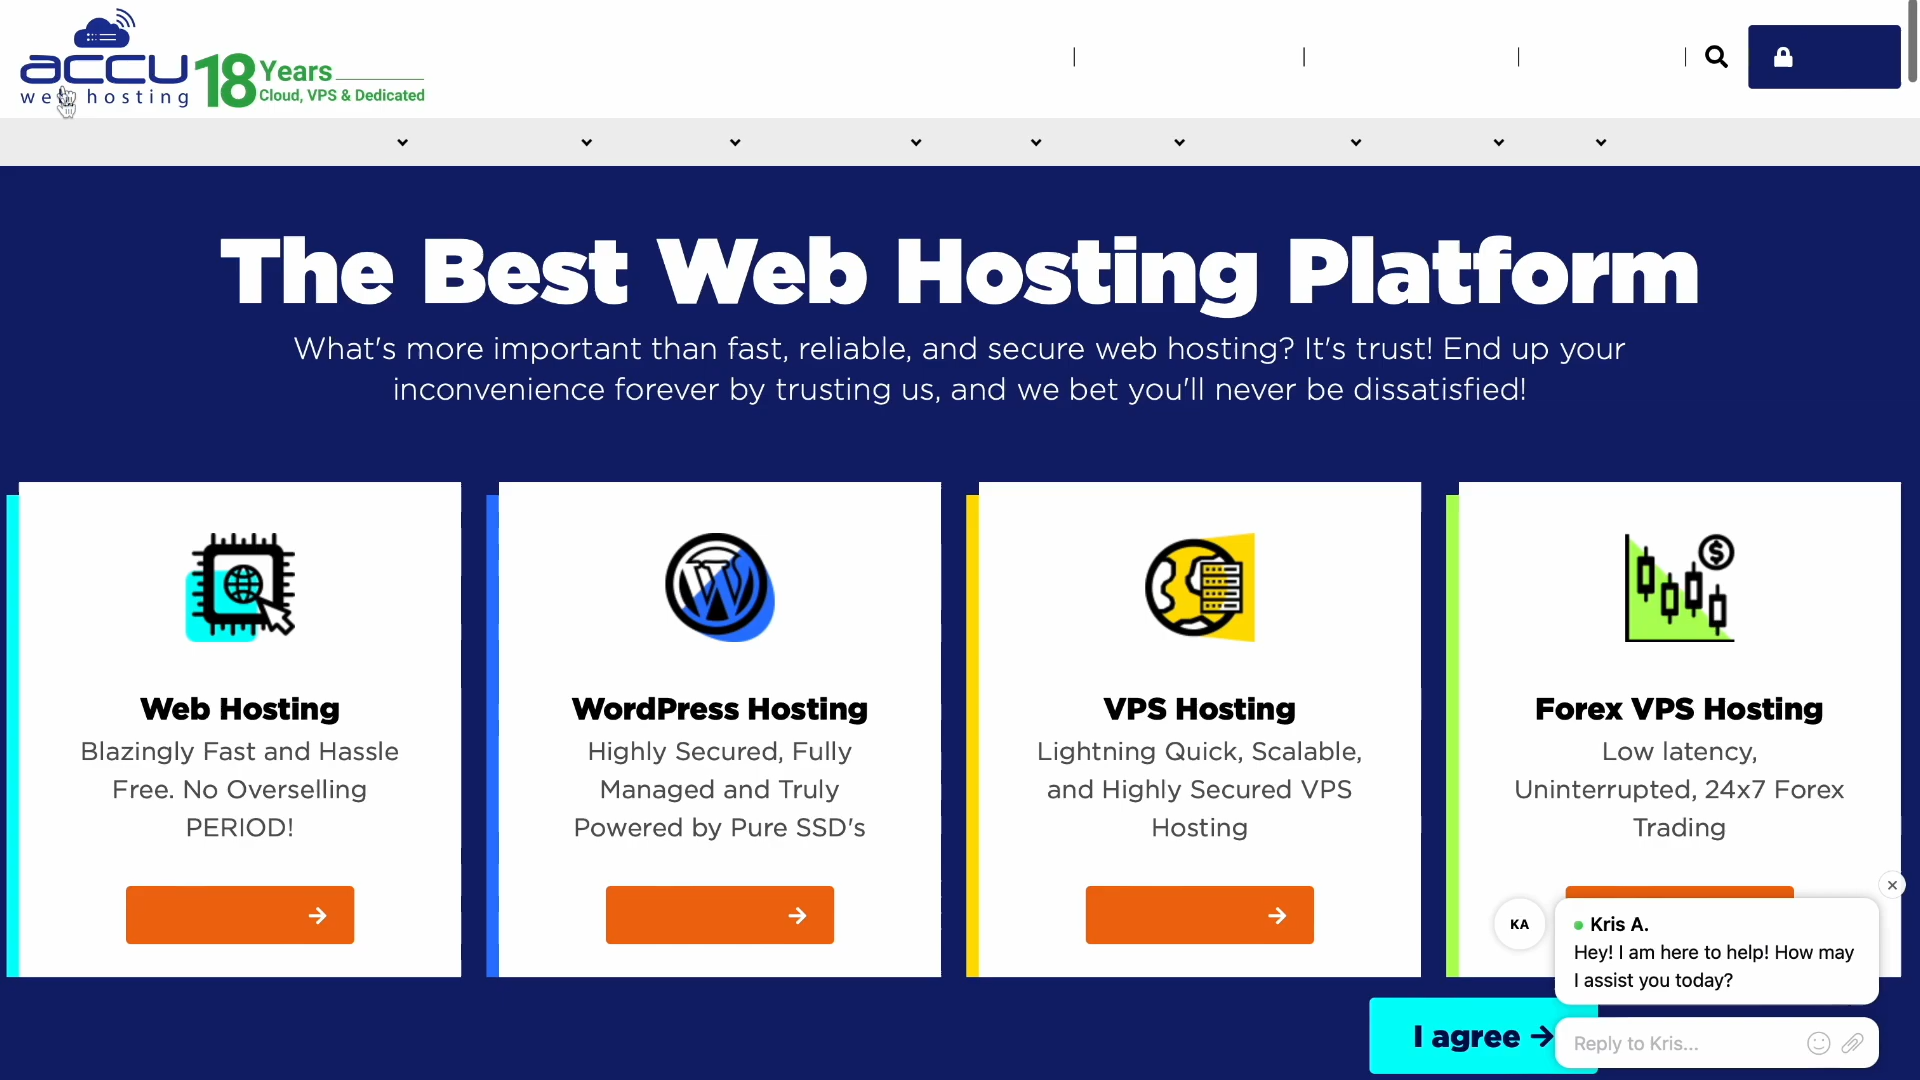 accu
web hosting
18 Years
Cloud, VPS & Dedicated
The Best Web Hosting Platform
What's more important than fast, reliable, and secure web hosting? It's trust! End up your
inconvenience forever by trusting us, and we bet you'll never be dissatisfied!
Web Hosting
Blazingly Fast and Hassle
Free. No Overselling
PERIOD!
WordPress Hosting
Highly Secured, Fully
Managed and Truly
Powered by Pure SSD's
VPS Hosting
Lightning Quick, Scalable,
and Highly Secured VPS
Hosting
Forex VPS Hosting
Low latency,
Uninterrupted, 24x7 Forex
Trading
KA
Kris A.
Hey! I am here to help! How may
I assist you today?
I agree
Reply to Kris...